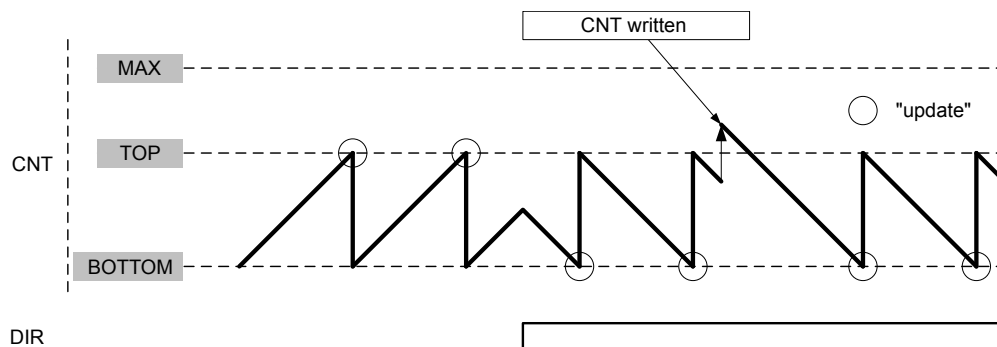 CNT written
MAX
"update"
TOP
CNT
BOTTOM
DIR